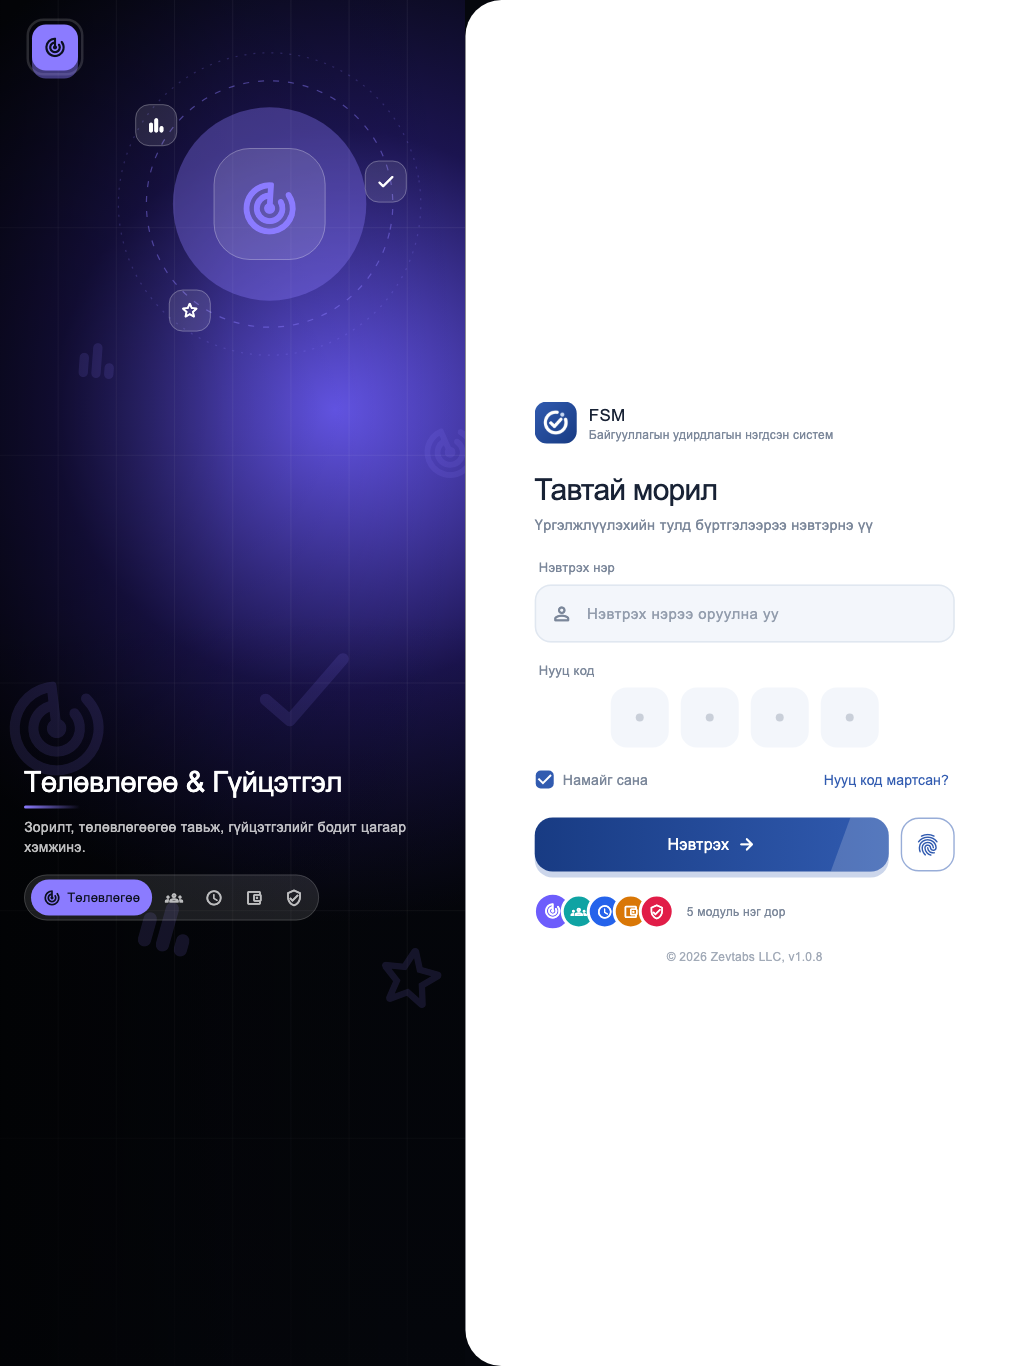 Төлөвлөгөө & Гүйцэтгэл
Зорилт, төлөвлөгөөгөө тавьж, гүйцэтгэлийг бодит цагаар
хэмжинэ.
Төлөвлөгөө
FSM
Байгууллагын удирдлагын нэгдсэн систем
Тавтай морил
Үргэлжлүүлэхийн тулд бүртгэлээрээ нэвтэрнэ үү
Нэвтрэх нэр
Нэвтрэх нэрээ оруулна уу
Нууц код
Намайг сана
Нууц код мартсан?
Нэвтрэх
5 модуль нэг дор
© 2026 Zevtabs LLC, v1.0.8